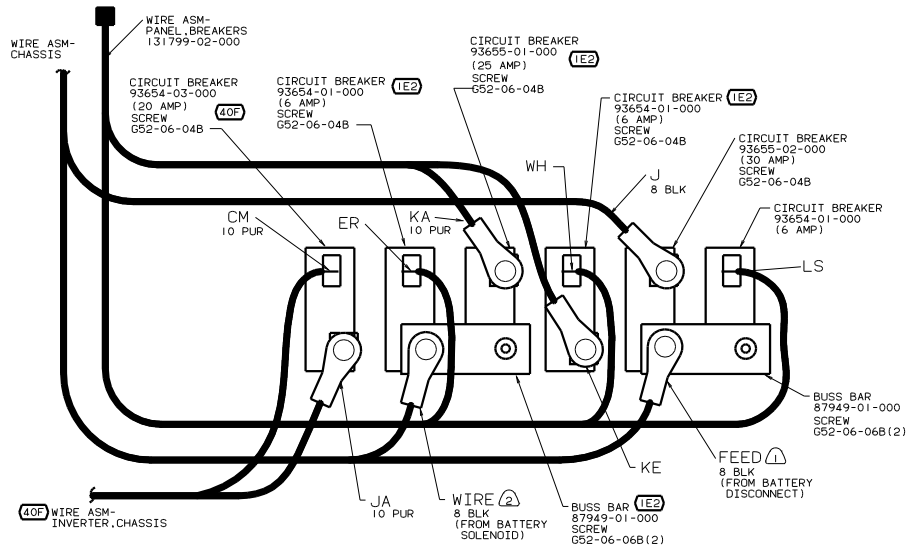 WIRE ASM-
PANEL,BREAKERS
131799-02-000
WIRE ASM-
CHASSIS
CIRCUIT BREAKER
93654-03-000
(20 AMP)
SCREW
G52-06-04B
40F
CIRCUIT BREAKER
93654-01-000
(6 AMP)
SCREW
G52-06-04B
1E2
CIRCUIT BREAKER
93655-01-000
(25 AMP)
SCREW
G52-06-04B
1E2
CIRCUIT BREAKER
93654-01-000
(6 AMP)
SCREW
G52-06-04B
1E2
CIRCUIT BREAKER
93655-02-000
(30 AMP)
SCREW
G52-06-04B
WH
J
8 BLK
CIRCUIT BREAKER
93654-01-000
(6 AMP)
CM
10 PUR
ER
KA
10 PUR
LS
BUSS BAR
87949-01-000
SCREW
G52-06-06B(2)
FEED 1
8 BLK
(FROM BATTERY
DISCONNECT)
KE
JA
10 PUR
WIRE 2
8 BLK
(FROM BATTERY
SOLENOID)
BUSS BAR 1E2
87949-01-000
SCREW
G52-06-06B(2)
40F WIRE ASM-
INVERTER,CHASSIS